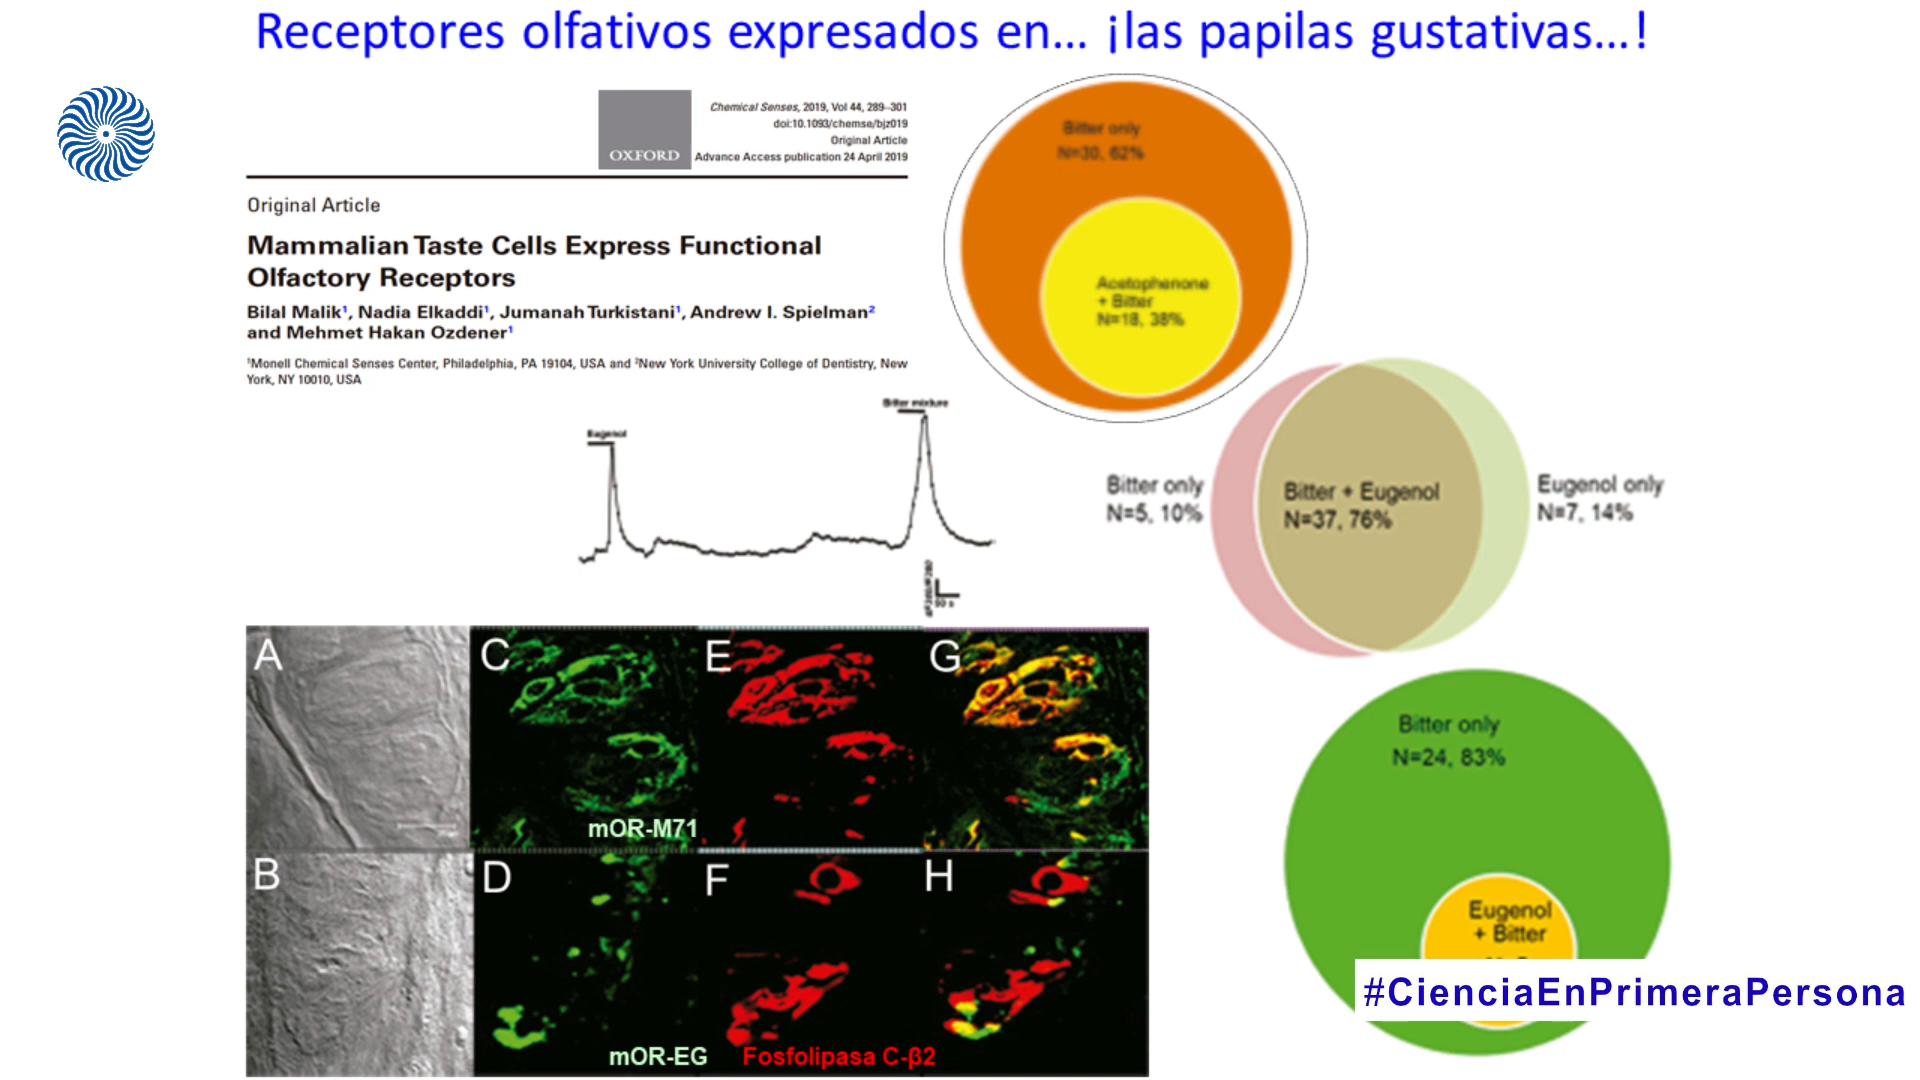 Receptores olfativos expresados en... ¡las papilas gustativas...!
OXFORD
Chemical Senses, 2019, Vol 44, 289–301
doi:10.1093/chemse/bjz019
Original Article
Advance Access publication 24 April 2019
Original Article
Mammalian Taste Cells Express Functional
Olfactory Receptors
Bilal Malik¹, Nadia Elkaddi¹, Jumanah Turkistani¹, Andrew I. Spielman²
and Mehmet Hakan Ozdener¹
¹Monell Chemical Senses Center, Philadelphia, PA 19104, USA and ²New York University College of Dentistry, New
York, NY 10010, USA
Bitter only
N=30, 62%
Acetophenone
+ Bitter
N=18, 38%
Eugenol
Bitter mixture
Bitter only
N=5, 10%
Bitter + Eugenol
N=37, 76%
Eugenol only
N=7, 14%
A
C
E
G
mOR-M71
B
D
F
H
mOR-EG
Fosfolipasa C-β2
Bitter only
N=24, 83%
Eugenol
+ Bitter
#CienciaEnPrimeraPersona